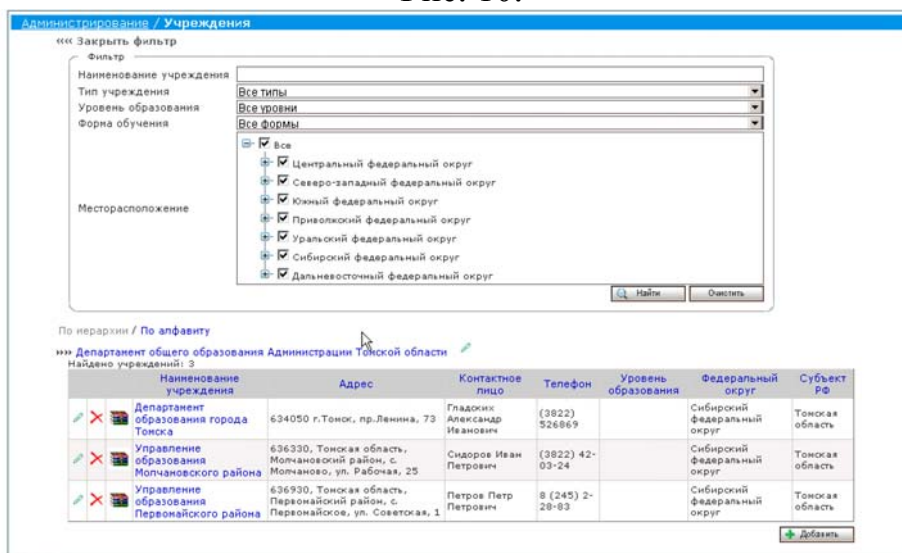 Администрирование / Учреждения
«« Закрыть фильтр
Фильтр
Наименование учреждения
Тип учреждения Все типы
Уровень образования Все уровни
Форма обучения Все формы
Месторасположение
Все
Центральный федеральный округ
Северо-западный федеральный округ
Южный федеральный округ
Приволжский федеральный округ
Уральский федеральный округ
Сибирский федеральный округ
Дальневосточный федеральный округ
Найти Очистить
По иерархии / По алфавиту
»» Департамент общего образования Администрации Томской области
Найдено учреждений: 3
Наименование учреждения Адрес Контактное лицо Телефон Уровень образования Федеральный округ Субъект РФ
Департамент образования города Томска 634050 г.Томск, пр.Ленина, 73 Гладских Александр Иванович (3822) 526869 Сибирский федеральный округ Томская область
Управление образования Молчановского района 636330, Томская область, Молчановский район, с. Молчаново, ул. Рабочая, 25 Сидоров Иван Петрович (3822) 42-03-24 Сибирский федеральный округ Томская область
Управление образования Первомайского района 636930, Томская область, Первомайский район, с. Первомайское, ул. Советская, 1 Петров Петр Петрович 8 (245) 2-28-83 Сибирский федеральный округ Томская область
Добавить